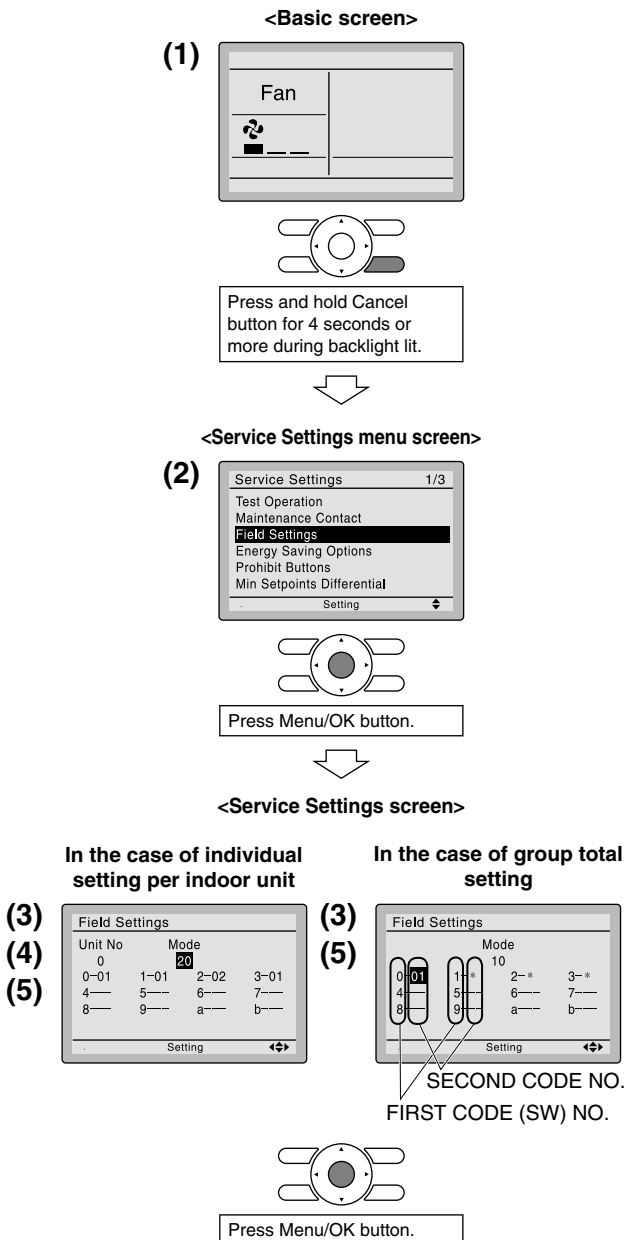 <Basic screen>
(1)
Fan
Press and hold Cancel
button for 4 seconds or
more during backlight lit.
<Service Settings menu screen>
(2)
Service Settings 1/3
Test Operation
Maintenance Contact
Field Settings
Energy Saving Options
Prohibit Buttons
Min Setpoints Differential
Setting
Press Menu/OK button.
<Service Settings screen>
In the case of individual
setting per indoor unit
(3)
Field Settings
(4)
Unit No Mode
0 20
(5)
0-01 1-01 2-02 3-01
4-— 5-— 6-— 7-—
8-— 9-— a-— b-—
Setting
In the case of group total
setting
(3)
Field Settings
(5)
Mode
10
0-01 1-* 2-* 3-*
4-— 5-— 6-— 7-—
8-— 9-— a-— b-—
Setting
SECOND CODE NO.
FIRST CODE (SW) NO.
Press Menu/OK button.